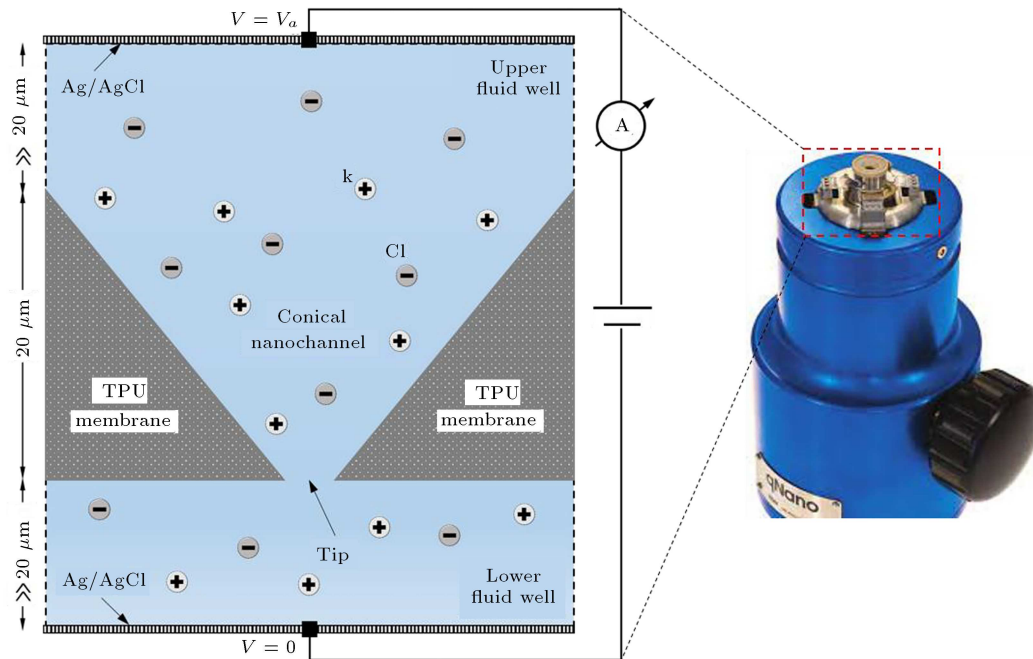 V = Vₐ
Ag/AgCl
Upper
fluid well
≫ 20 μm
A
k
Cl
20 μm
Conical
nanochannel
TPU
membrane
TPU
membrane
qNano
Tip
≫ 20 μm
Ag/AgCl
Lower
fluid well
V = 0